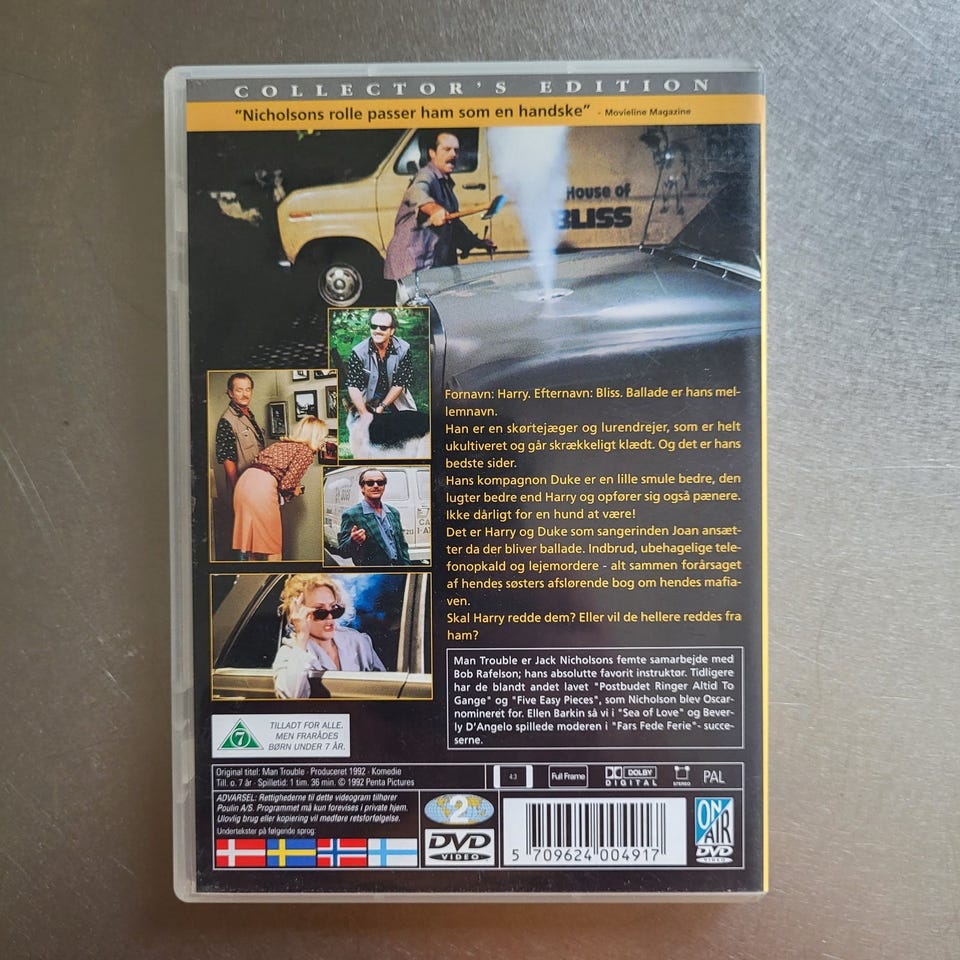 COLLECTOR'S EDITION
"Nicholsons rolle passer ham som en handske" - Movieline Magazine
House of
BLISS
Fornavn: Harry. Efternavn: Bliss. Ballade er hans mel-
lemnavn.
Han er en skørtejæger og lurendrejer, som er helt
ukultiveret og går skrækkeligt klædt. Og det er hans
bedste sider.
Hans kompagnon Duke er en lille smule bedre, den
lugter bedre end Harry og opfører sig også pænere.
Ikke dårligt for en hund at være!
Det er Harry og Duke som sangerinden Joan ansæt-
ter da der bliver ballade. Indbrud, ubehagelige tele-
fonopkald og lejemordere - alt sammen forårsaget
af hendes søsters afslørende bog om hendes mafia-
ven.
Skal Harry redde dem? Eller vil de hellere reddes fra
ham?
Man Trouble er Jack Nicholsons femte samarbejde med
Bob Rafelson; hans absolutte favorit instruktor. Tidligere
har de blandt andet lavet "Postbudet Ringer Altid To
Gange" og "Five Easy Pieces", som Nicholson blev Oscar-
nomineret for. Ellen Barkin så vi i "Sea of Love" og Bever-
ly D'Angelo spillede moderen i "Fars Fede Ferie"- succe-
serne.
7
TILLADT FOR ALLE.
MEN FRARÅDES
BØRN UNDER 7 ÅR.
Original titel: Man Trouble · Produceret 1992 · Komedie
Till. o. 7 år · Spilletid: 1 tim. 36 min. © 1992 Penta Pictures
4:3
Full Frame
DOLBY
DIGITAL
STEREO
PAL
ADVARSEL: Rettighederne til dette videogram tilhører
Poulin A/S. Programmet må kun forevises i private hjem.
Ulovlig brug eller kopiering vil medføre retsforfølgelse.
Undertekster på følgende sprog:
2
DVD
VIDEO
5 709624 004917
ON
AIR
DVD
VIDEO